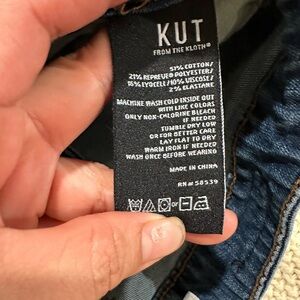 KUT
FROM THE KLOTH®
51% COTTON/
21% REPREVE® POLYESTER/
16% LYOCELL/10% VISCOSE/
2% ELASTANE
MACHINE WASH COLD INSIDE OUT
WITH LIKE COLORS
ONLY NON-CHLORINE BLEACH
IF NEEDED
TUMBLE DRY LOW
OR FOR BETTER CARE
LAY FLAT TO DRY
WARM IRON IF NEEDED
WASH ONCE BEFORE WEARING
MADE IN CHINA
RN# 58539
or